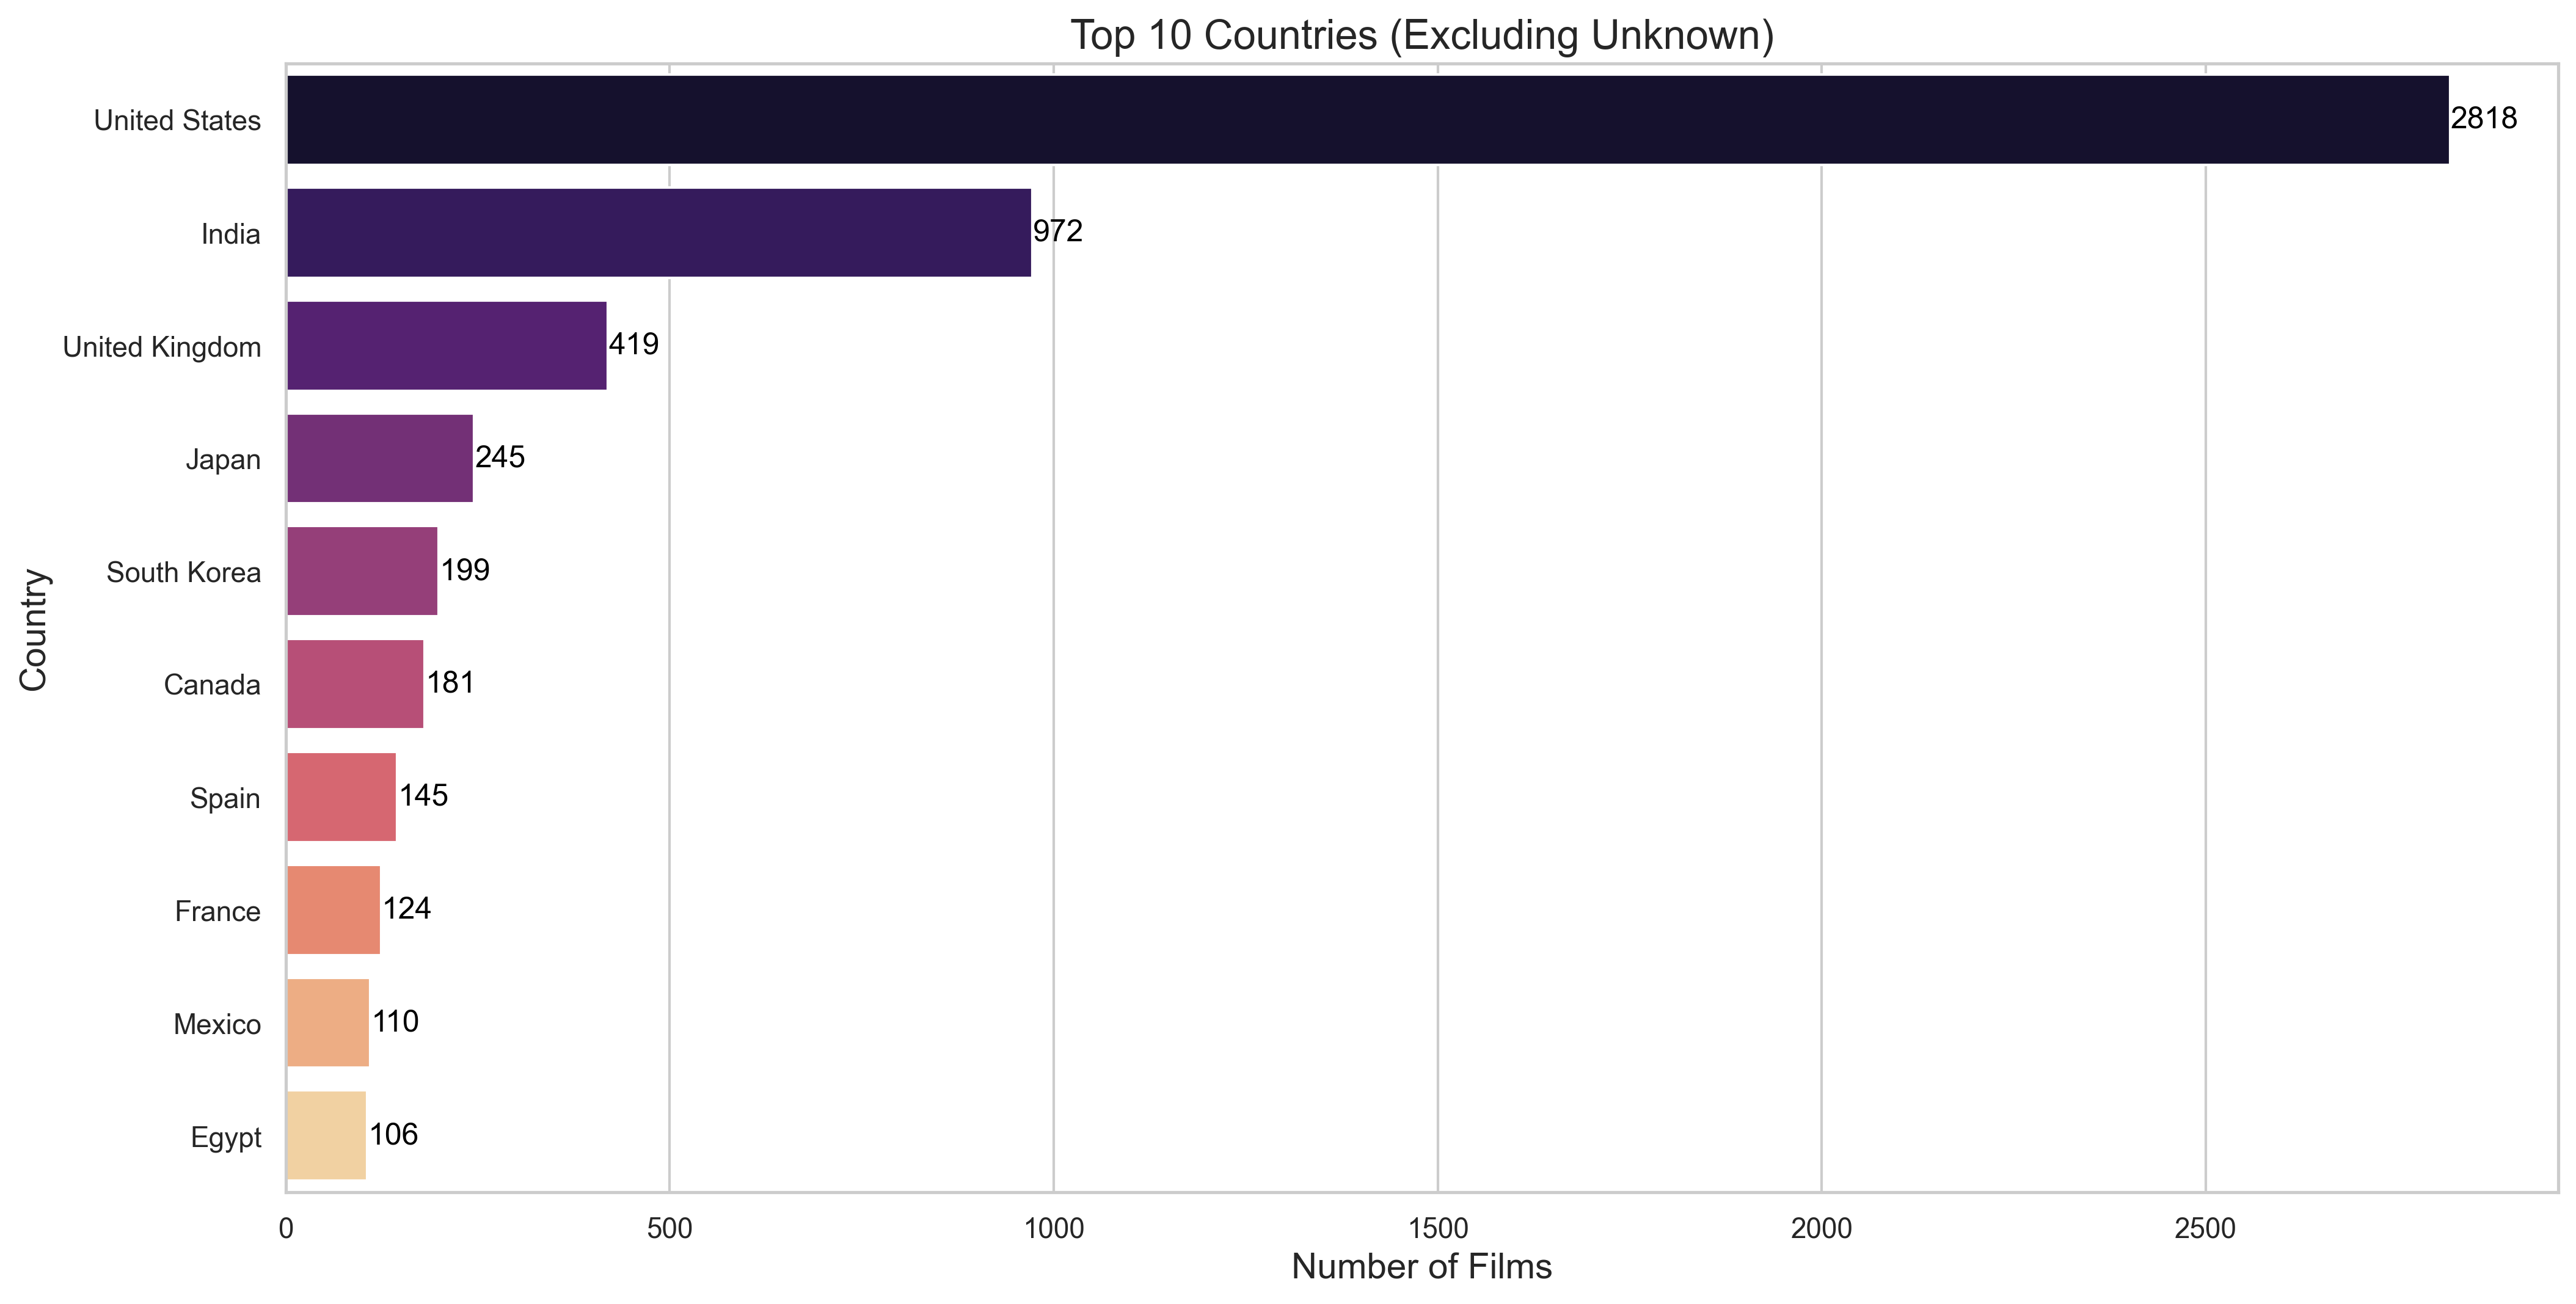 Top 10 Countries (Excluding Unknown)
United States 2818
India 972
United Kingdom 419
Japan 245
South Korea 199
Canada 181
Spain 145
France 124
Mexico 110
Egypt 106
Country
0 500 1000 1500 2000 2500
Number of Films